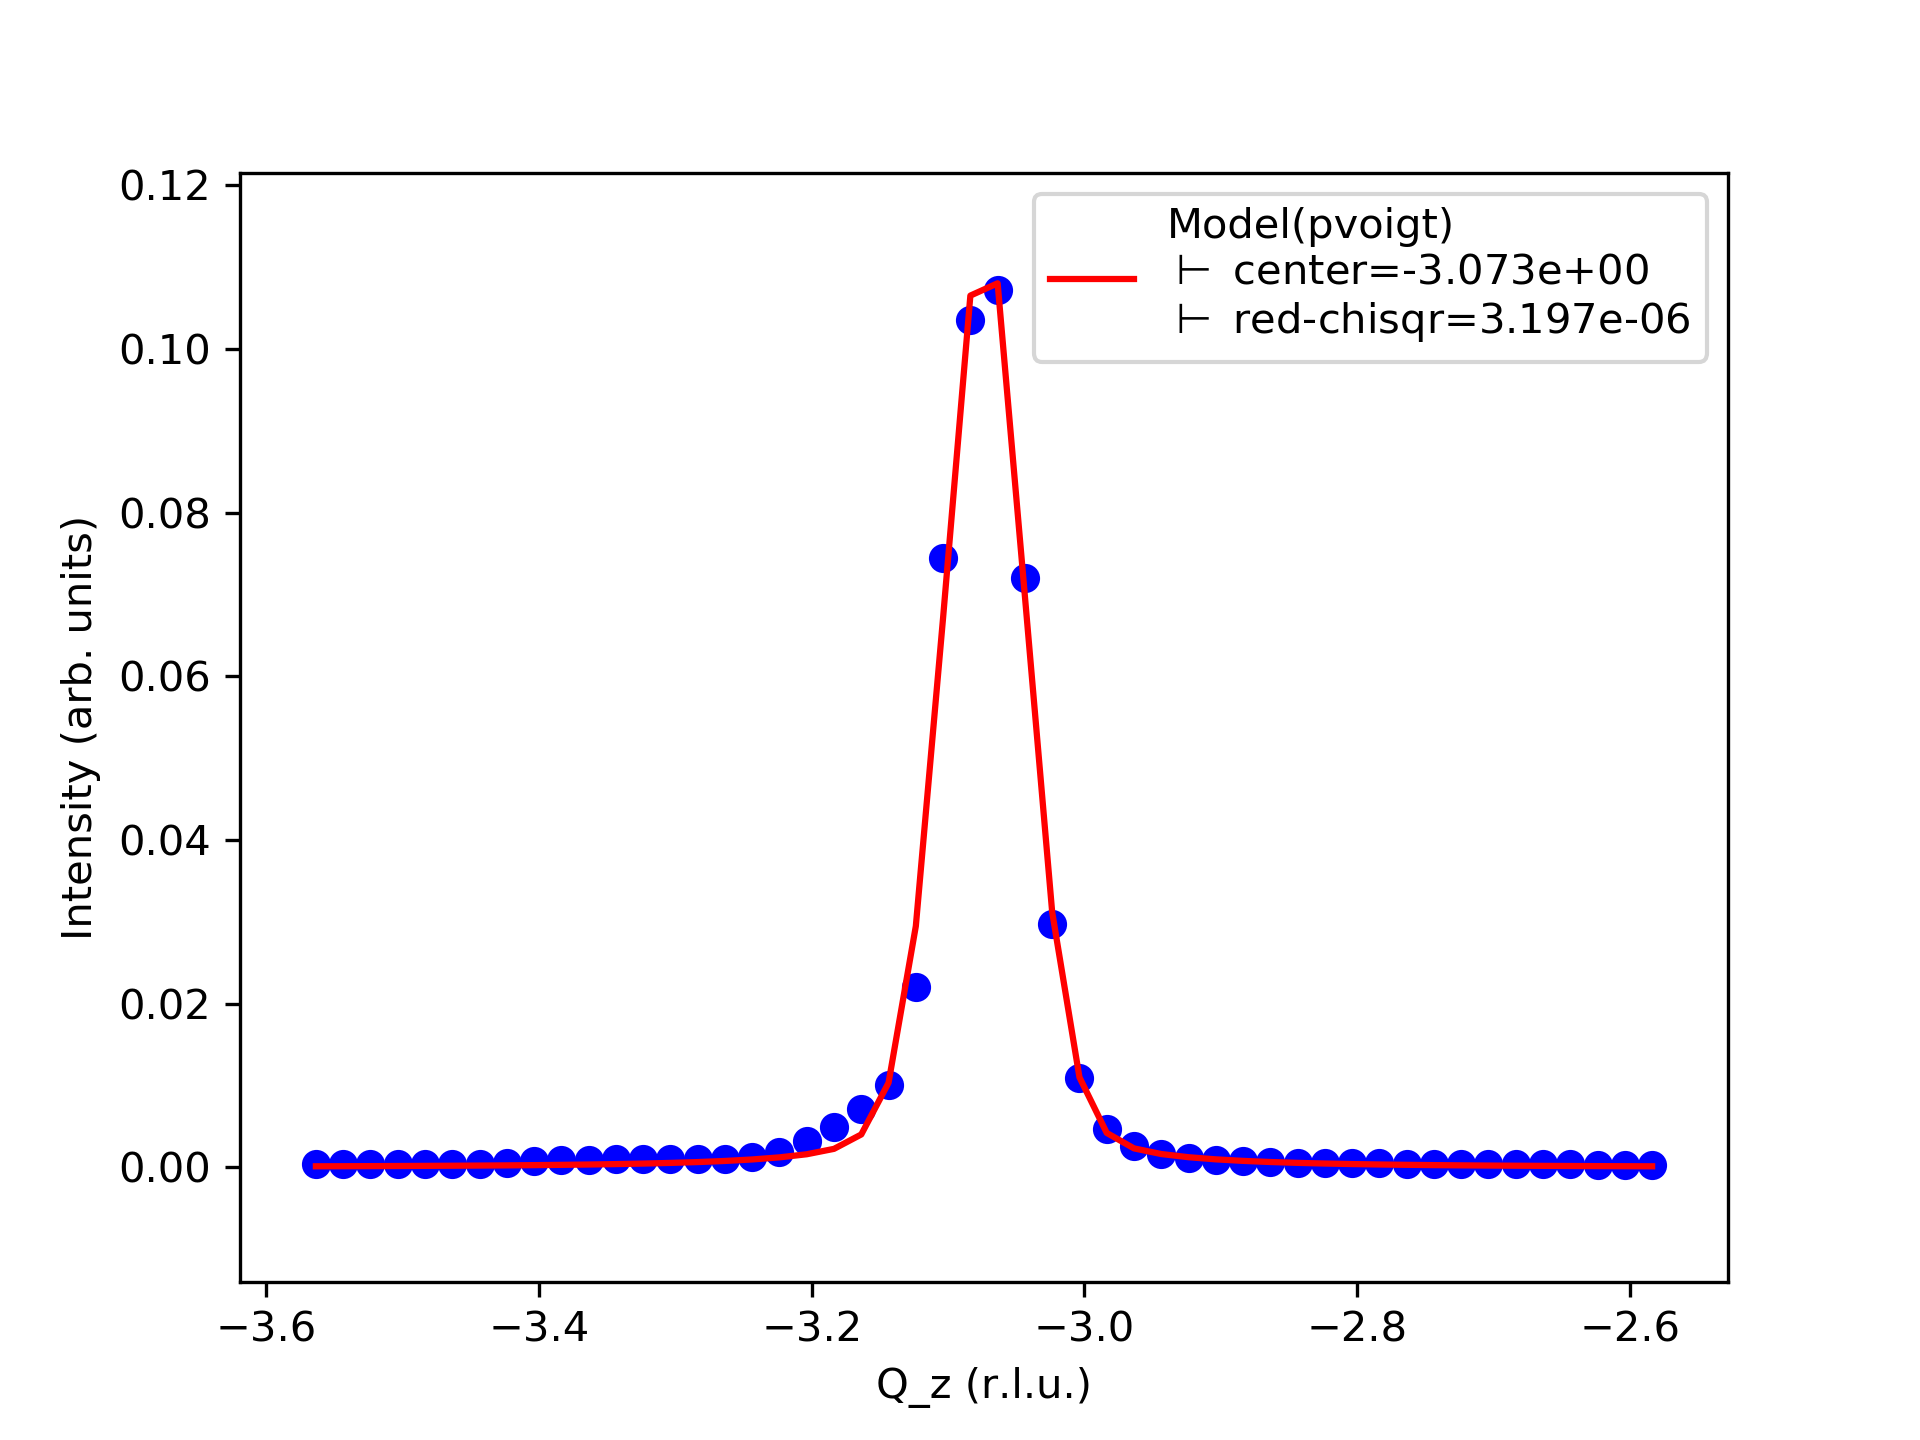 Model(pvoigt)
⊢ center=-3.073e+00
⊢ red-chisqr=3.197e-06
0.12
0.10
0.08
0.06
0.04
0.02
0.00
Intensity (arb. units)
−3.6 −3.4 −3.2 −3.0 −2.8 −2.6
Q_z (r.l.u.)